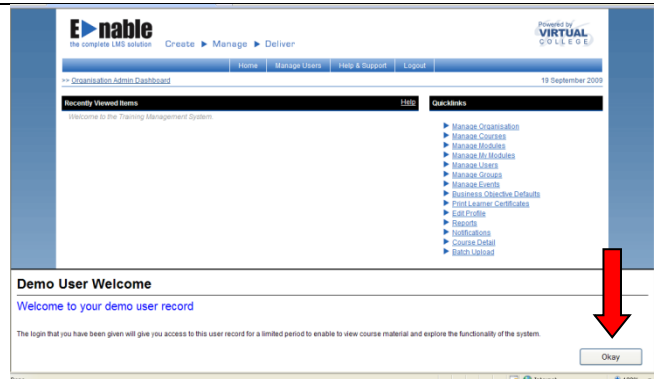 E nable
the complete LMS solution
Create ▶ Manage ▶ Deliver
Powered by
VIRTUAL
COLLEGE
Home Manage Users Help & Support Logout
>> Organisation Admin Dashboard
19 September 2009
Recently Viewed Items
Help
Welcome to the Training Management System.
Quicklinks
Manage Organisation
Manage Courses
Manage Modules
Manage My Modules
Manage Users
Manage Groups
Manage Events
Business Objective Defaults
Print Learner Certificates
Edit Profile
Reports
Notifications
Course Detail
Batch Upload
Demo User Welcome
Welcome to your demo user record
The login that you have been given will give you access to this user record for a limited period to enable to view course material and explore the functionality of the system.
Okay